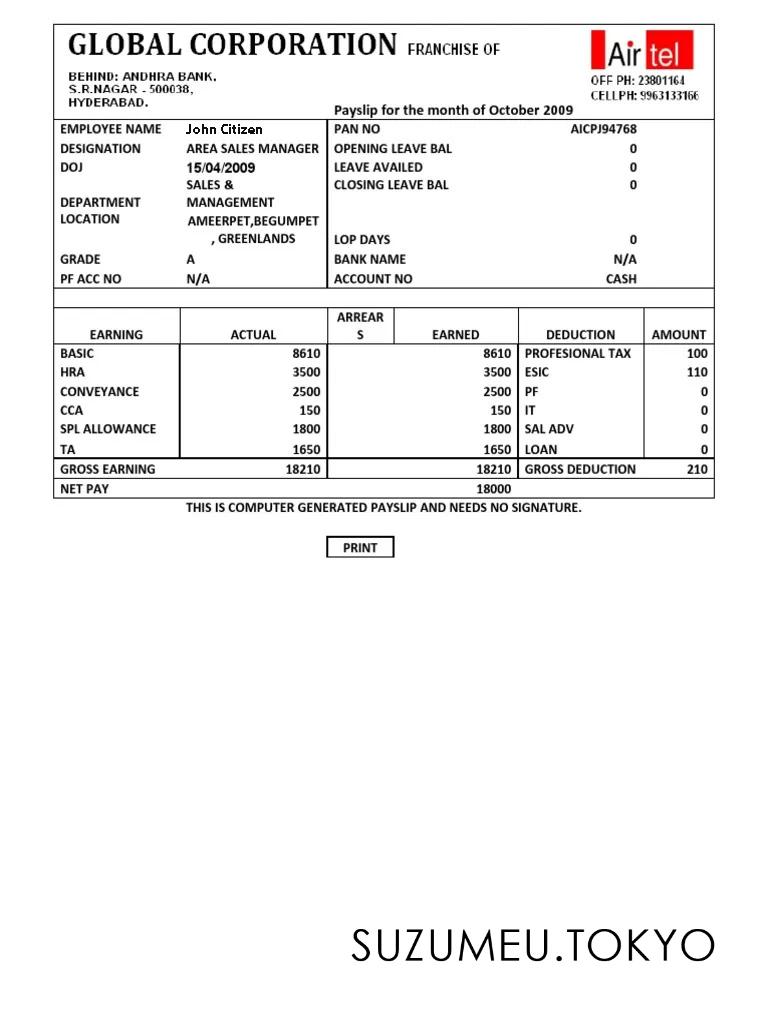 GLOBAL CORPORATION FRANCHISE OF
Air tel
BEHIND: ANDHRA BANK,
S.R.NAGAR - 500038,
HYDERABAD.
OFF PH: 23801164
CELLPH: 9963133166
Payslip for the month of October 2009
EMPLOYEE NAME John Citizen PAN NO AICPJ94768
DESIGNATION AREA SALES MANAGER OPENING LEAVE BAL 0
DOJ 15/04/2009 LEAVE AVAILED 0
SALES & CLOSING LEAVE BAL 0
DEPARTMENT MANAGEMENT
LOCATION AMEERPET,BEGUMPET
, GREENLANDS LOP DAYS 0
GRADE A BANK NAME N/A
PF ACC NO N/A ACCOUNT NO CASH
ARREAR
EARNING ACTUAL S EARNED DEDUCTION AMOUNT
BASIC 8610 8610 PROFESIONAL TAX 100
HRA 3500 3500 ESIC 110
CONVEYANCE 2500 2500 PF 0
CCA 150 150 IT 0
SPL ALLOWANCE 1800 1800 SAL ADV 0
TA 1650 1650 LOAN 0
GROSS EARNING 18210 18210 GROSS DEDUCTION 210
NET PAY 18000
THIS IS COMPUTER GENERATED PAYSLIP AND NEEDS NO SIGNATURE.
PRINT
SUZUMEU.TOKYO